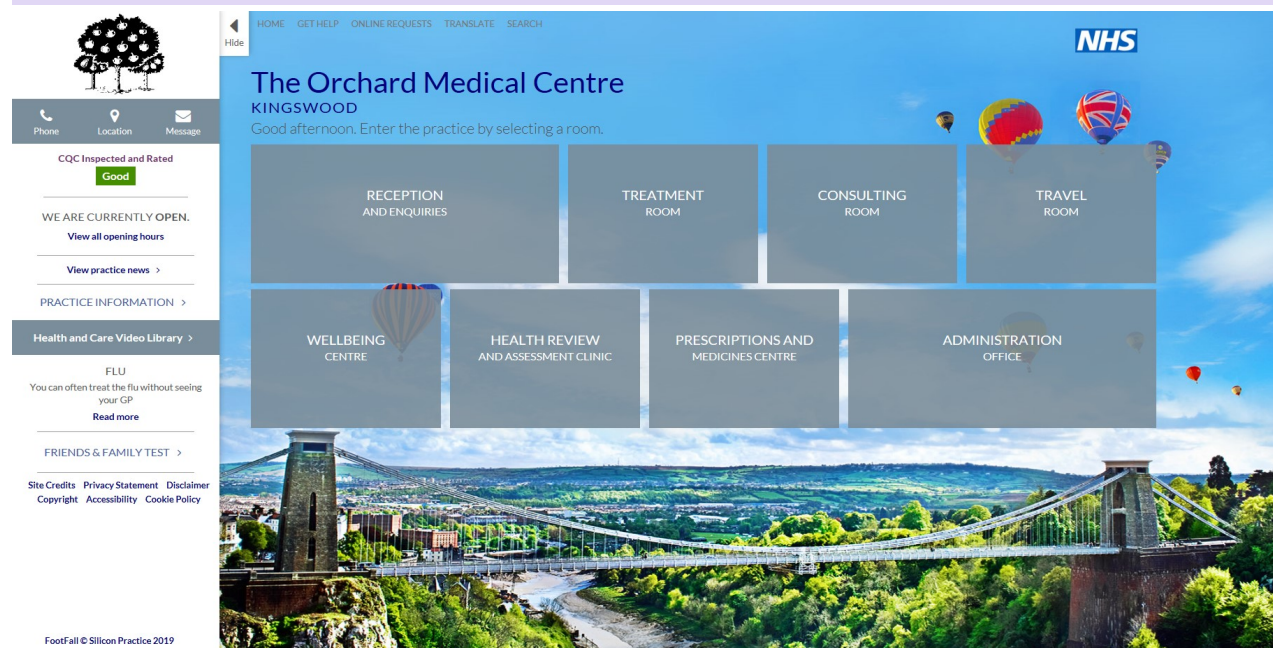 Hide
HOME GET HELP ONLINE REQUESTS TRANSLATE SEARCH
NHS
The Orchard Medical Centre
KINGSWOOD
Good afternoon. Enter the practice by selecting a room.
Phone Location Message
CQC Inspected and Rated
Good
WE ARE CURRENTLY OPEN.
View all opening hours
View practice news >
PRACTICE INFORMATION >
Health and Care Video Library >
FLU
You can often treat the flu without seeing
your GP
Read more
FRIENDS & FAMILY TEST >
Site Credits Privacy Statement Disclaimer
Copyright Accessibility Cookie Policy
FootFall © Silicon Practice 2019
RECEPTION
AND ENQUIRIES
TREATMENT
ROOM
CONSULTING
ROOM
TRAVEL
ROOM
WELLBEING
CENTRE
HEALTH REVIEW
AND ASSESSMENT CLINIC
PRESCRIPTIONS AND
MEDICINES CENTRE
ADMINISTRATION
OFFICE